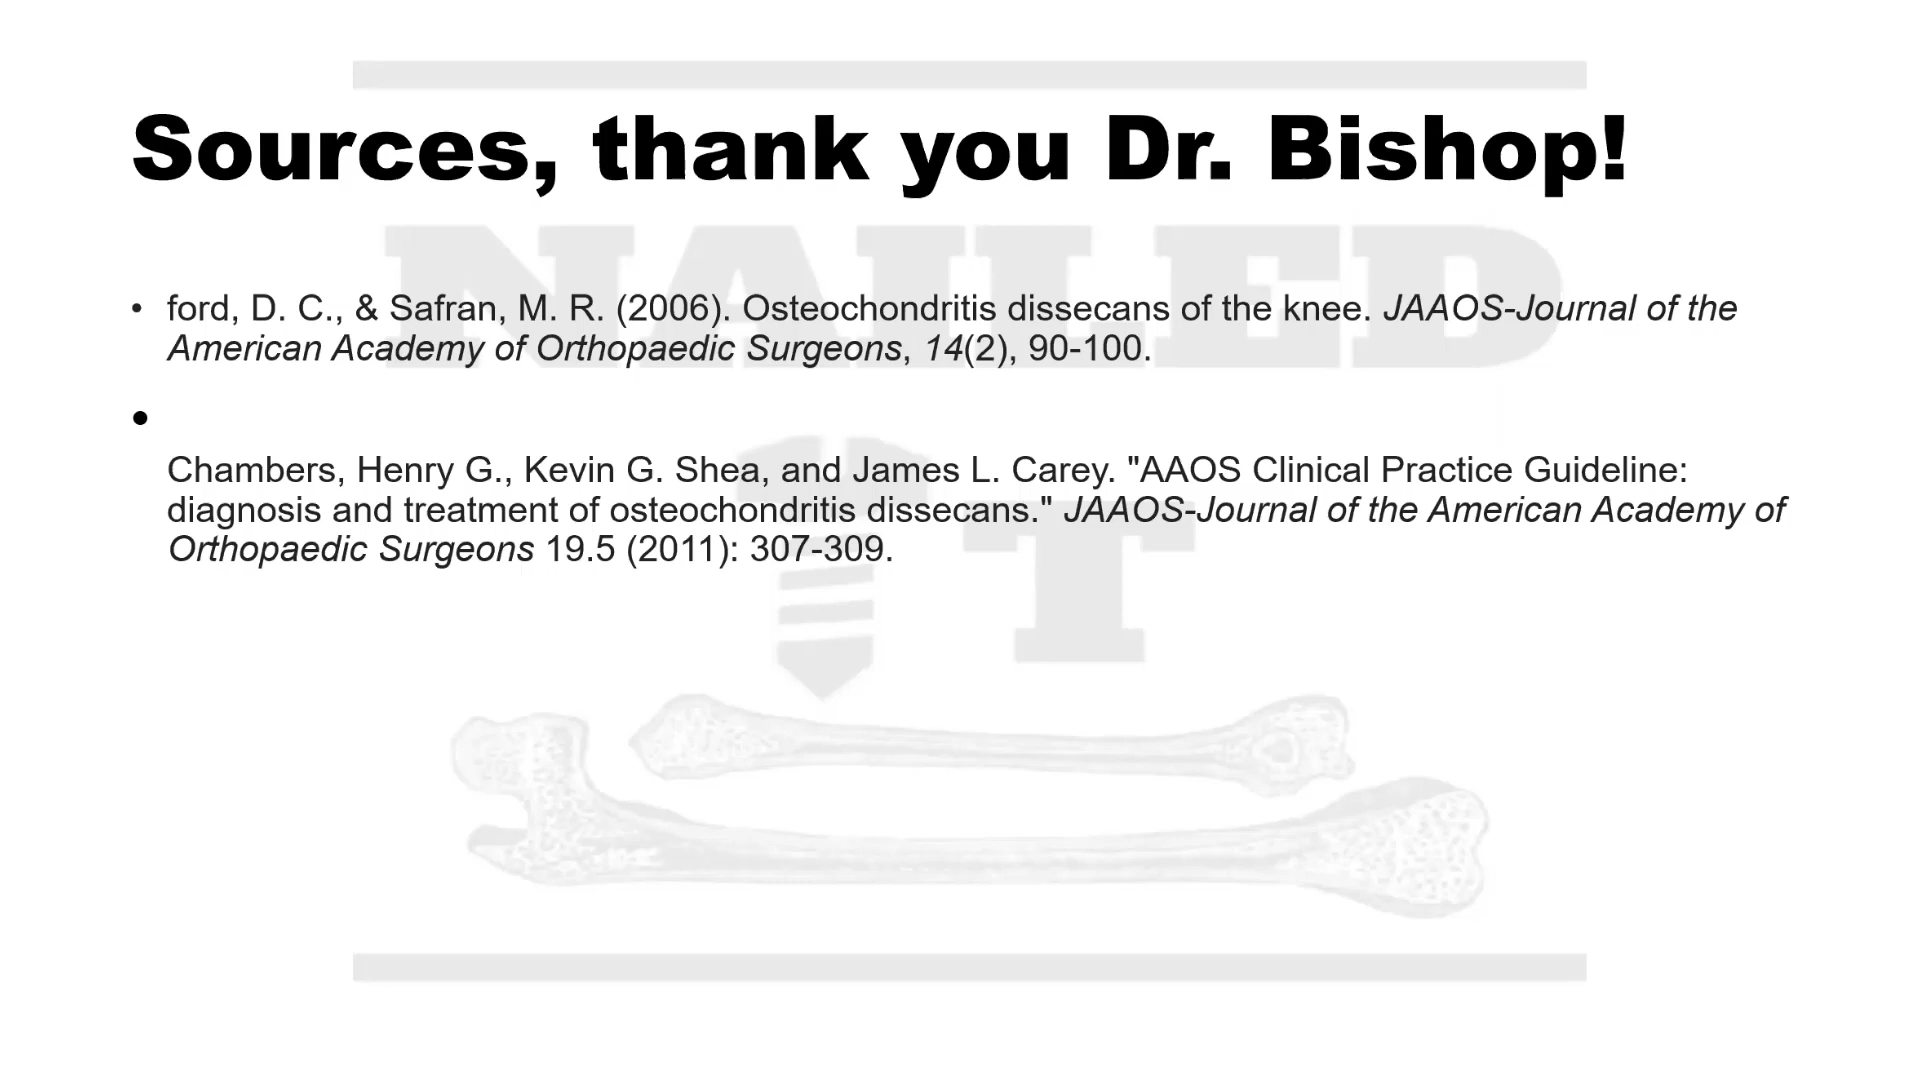 Sources, thank you Dr. Bishop!
NAILED
• ford, D. C., & Safran, M. R. (2006). Osteochondritis dissecans of the knee. JAAOS-Journal of the
American Academy of Orthopaedic Surgeons, 14(2), 90-100.
•
Chambers, Henry G., Kevin G. Shea, and James L. Carey. "AAOS Clinical Practice Guideline:
diagnosis and treatment of osteochondritis dissecans." JAAOS-Journal of the American Academy of
Orthopaedic Surgeons 19.5 (2011): 307-309.
IT